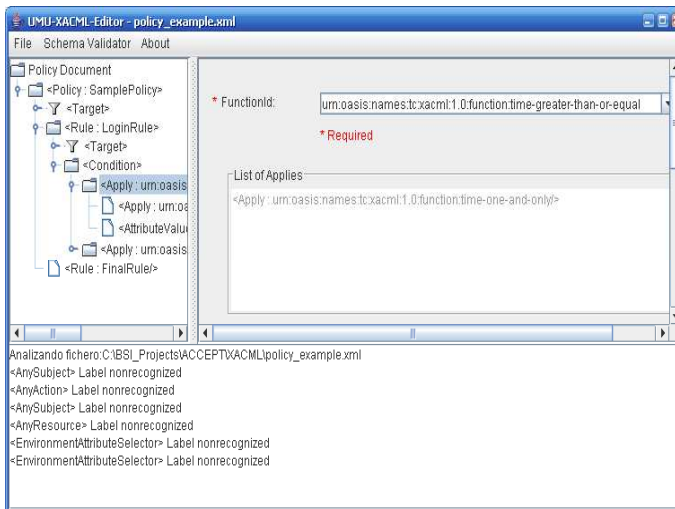 UMU-XACML-Editor - policy_example.xml
File Schema Validator About
Policy Document
<Policy : SamplePolicy>
<Target>
<Rule : LoginRule>
<Target>
<Condition>
<Apply : urn:oasis
<Apply : urn:oa
<AttributeValu
<Apply : urn:oasis
<Rule : FinalRule/>
* FunctionId:
urn:oasis:names:tc:xacml:1.0:function:time-greater-than-or-equal
* Required
List of Applies
<Apply : urn:oasis:names:tc:xacml:1.0:function:time-one-and-only/>
Analizando fichero:C:\BSI_Projects\ACCEPT\XACML\policy_example.xml
<AnySubject> Label nonrecognized
<AnyAction> Label nonrecognized
<AnySubject> Label nonrecognized
<AnyResource> Label nonrecognized
<EnvironmentAttributeSelector> Label nonrecognized
<EnvironmentAttributeSelector> Label nonrecognized